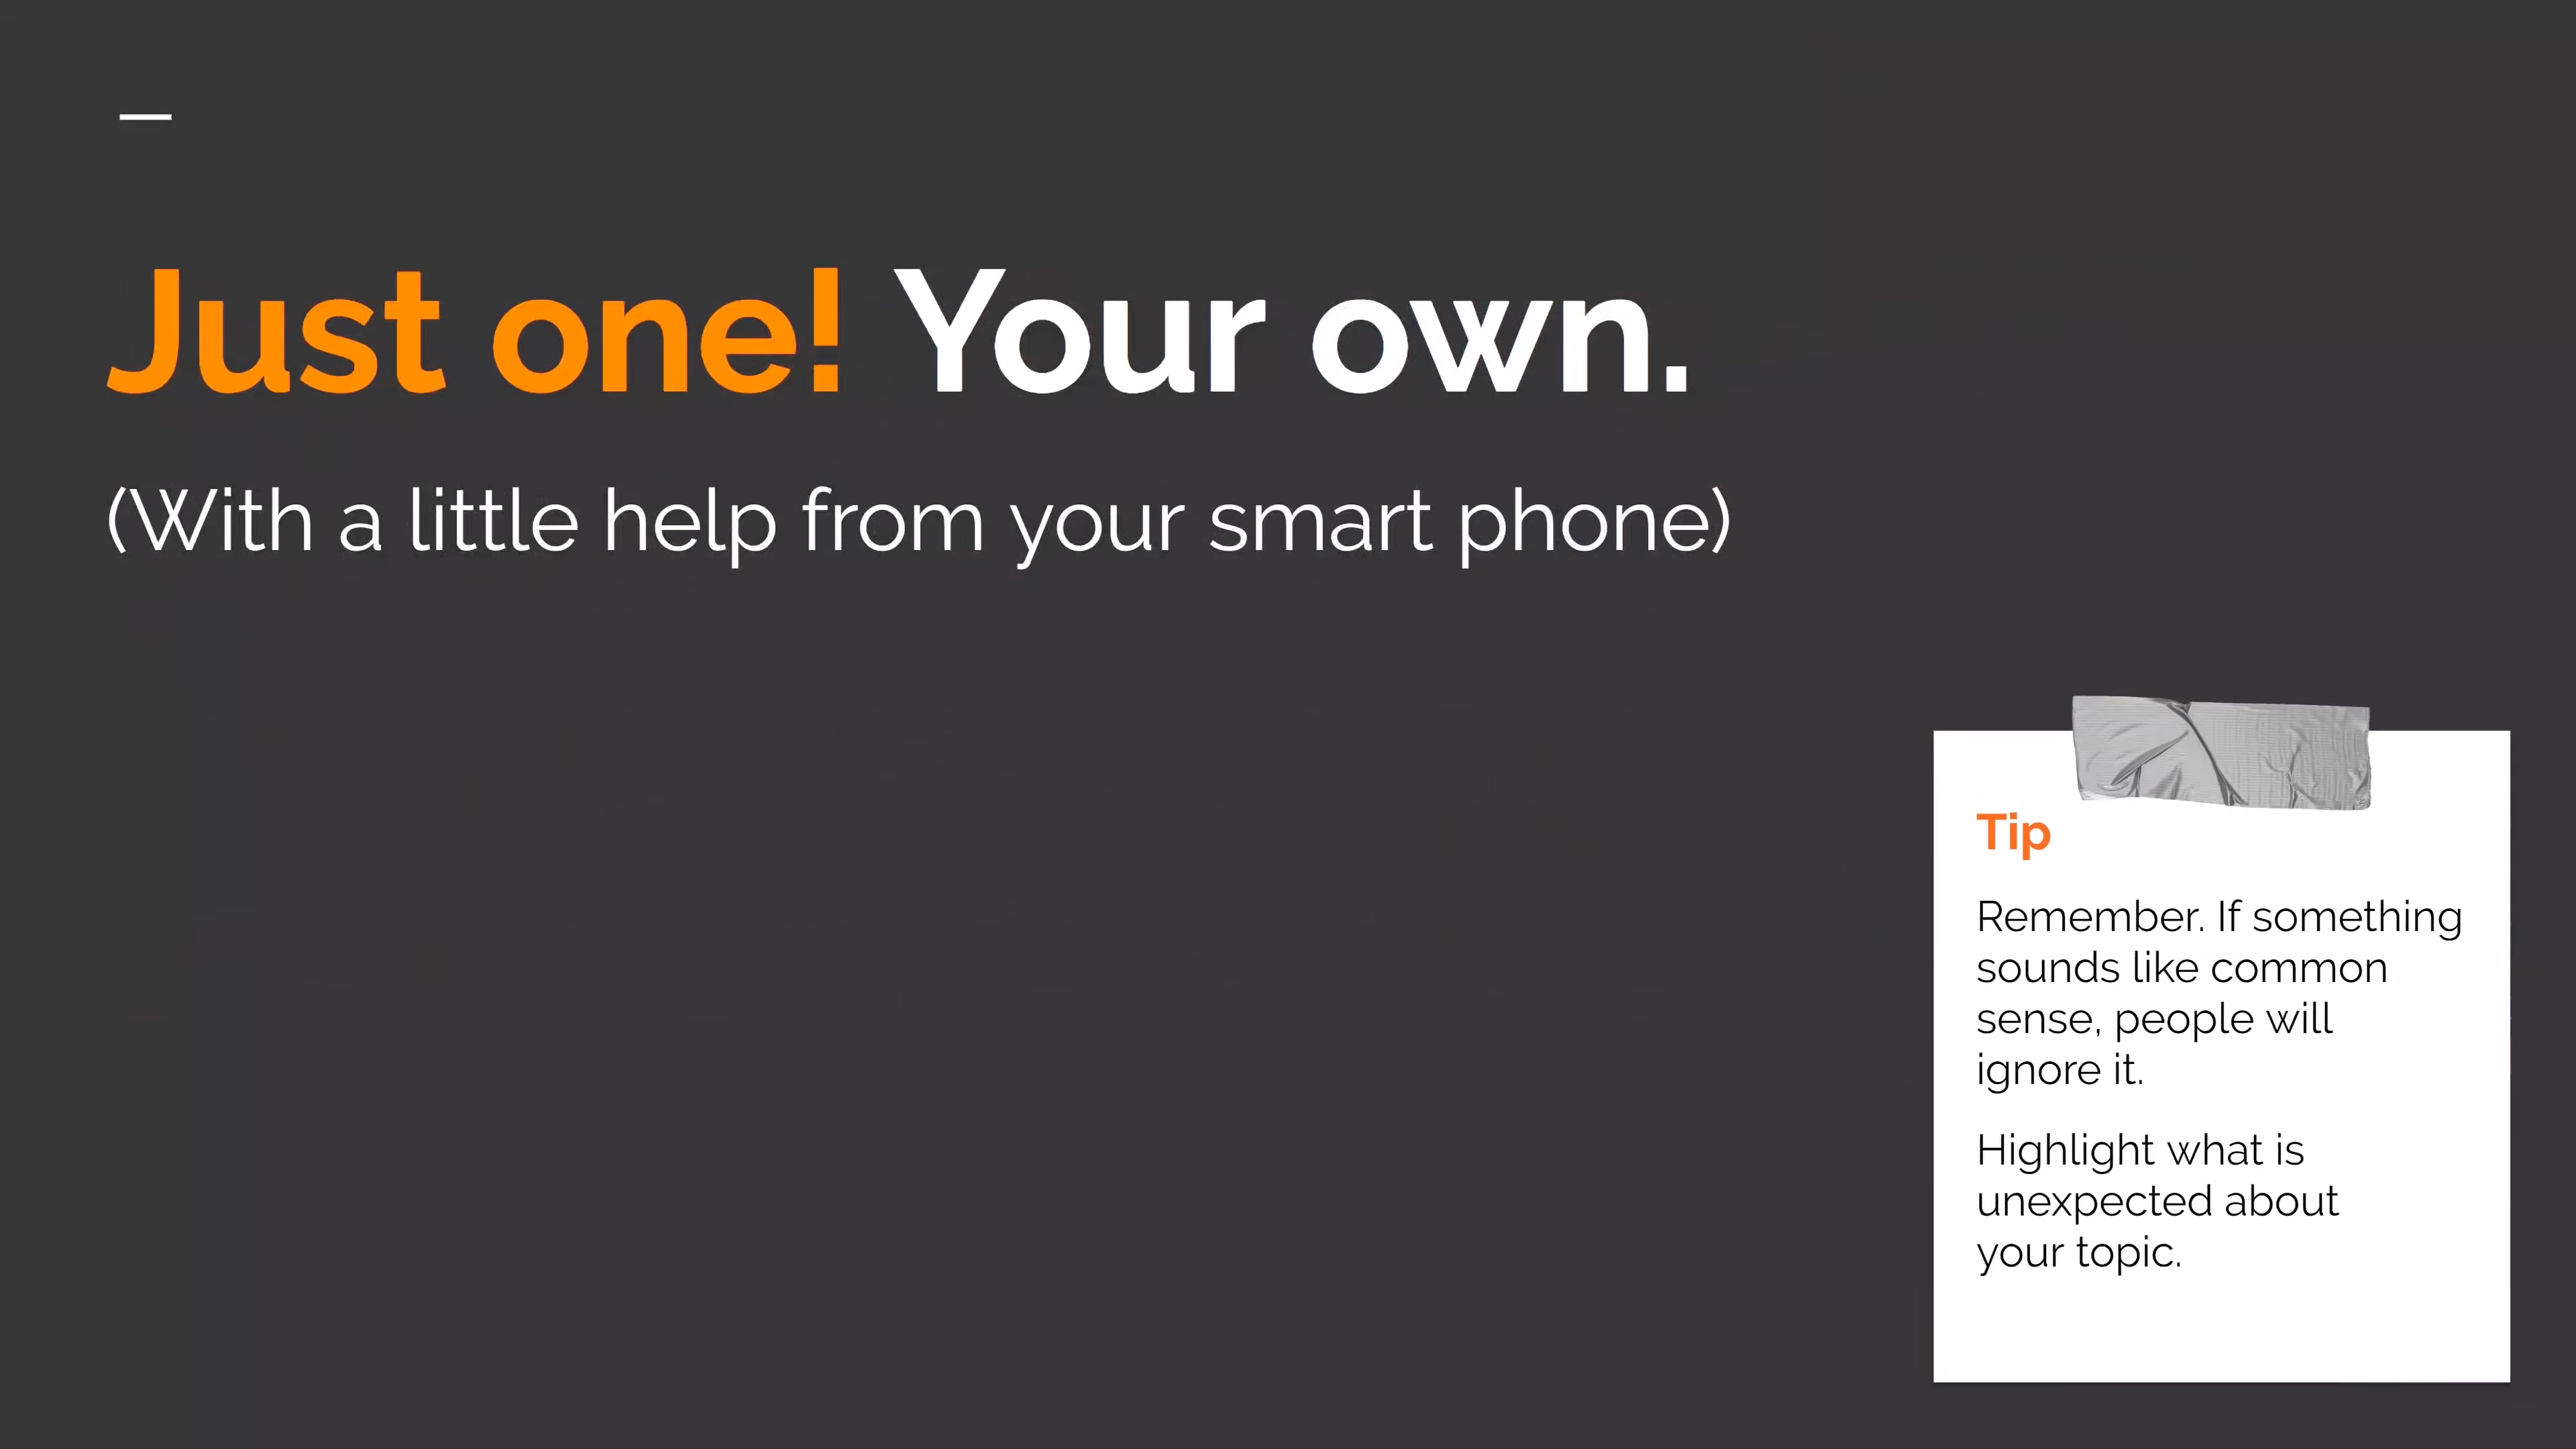 Just one! Your own.
(With a little help from your smart phone)
Tip
Remember. If something
sounds like common
sense, people will
ignore it.
Highlight what is
unexpected about
your topic.